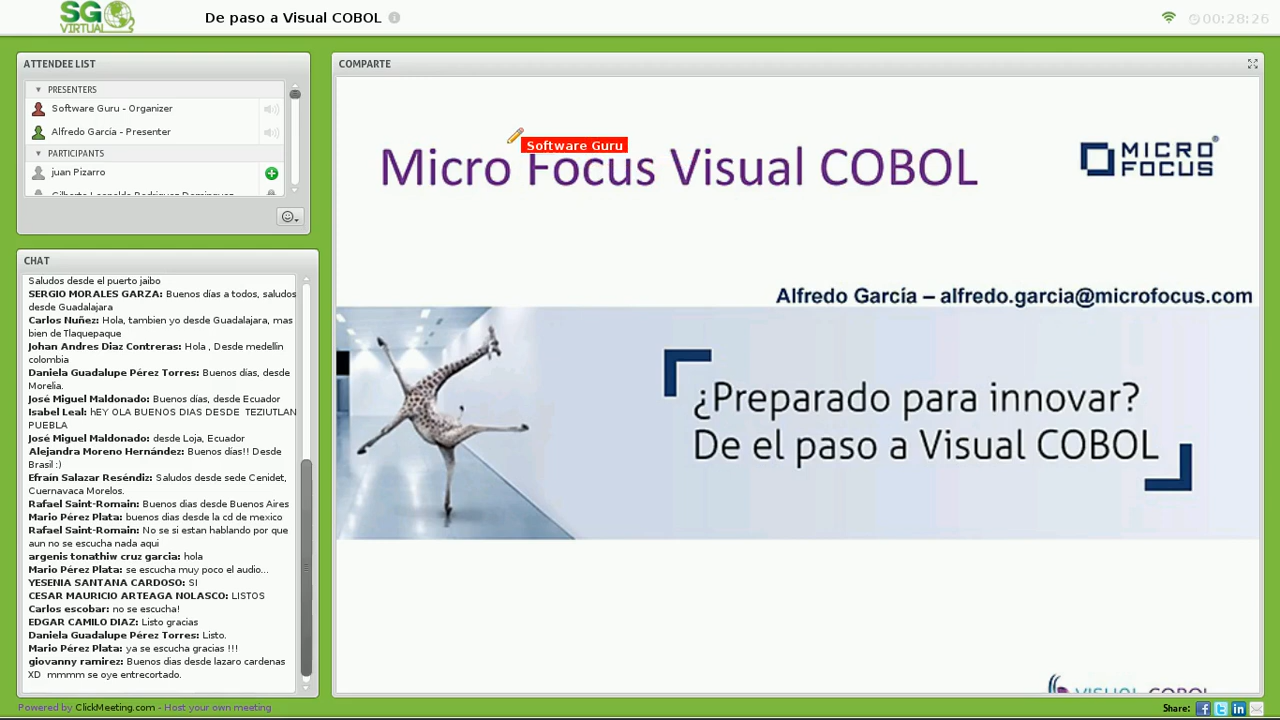 SG
VIRTUAL
De paso a Visual COBOL
00:28:26
ATTENDEE LIST
PRESENTERS
Software Guru - Organizer
Alfredo García - Presenter
PARTICIPANTS
juan Pizarro
Gilberto Leopoldo Rodriguez Dominguez
CHAT
Saludos desde el puerto jaibo
SERGIO MORALES GARZA: Buenos días a todos, saludos
desde Guadalajara
Carlos Nuñez: Hola, tambien yo desde Guadalajara, mas
bien de Tlaquepaque
Johan Andres Diaz Contreras: Hola , Desde medellín
colombia
Daniela Guadalupe Pérez Torres: Buenos días, desde
Morelia.
José Miguel Maldonado: Buenos días, desde Ecuador
Isabel Leal: hEY OLA BUENOS DIAS DESDE TEZIUTLAN
PUEBLA
José Miguel Maldonado: desde Loja, Ecuador
Alejandra Moreno Hernández: Buenos días!! Desde
Brasil :)
Efraín Salazar Reséndiz: Saludos desde sede Cenidet,
Cuernavaca Morelos.
Rafael Saint-Romain: Buenos dias desde Buenos Aires
Mario Pérez Plata: buenos dias desde la cd de mexico
Rafael Saint-Romain: No se si estan hablando por que
aun no se escucha nada aqui
argenis tonathiw cruz garcia: hola
Mario Pérez Plata: se escucha muy poco el audio...
YESENIA SANTANA CARDOSO: SI
CESAR MAURICIO ARTEAGA NOLASCO: LISTOS
Carlos escobar: no se escucha!
EDGAR CAMILO DIAZ: Listo gracias
Daniela Guadalupe Pérez Torres: Listo.
Mario Pérez Plata: ya se escucha gracias !!!
giovanny ramirez: Buenos dias desde lazaro cardenas
XD mmmm se oye entrecortado.
COMPARTE
Software Guru
Micro Focus Visual COBOL
MICRO
FOCUS®
Alfredo García – alfredo.garcia@microfocus.com
¿Preparado para innovar?
De el paso a Visual COBOL
VISUAL COBOL
Powered by ClickMeeting.com - Host your own meeting
Share: